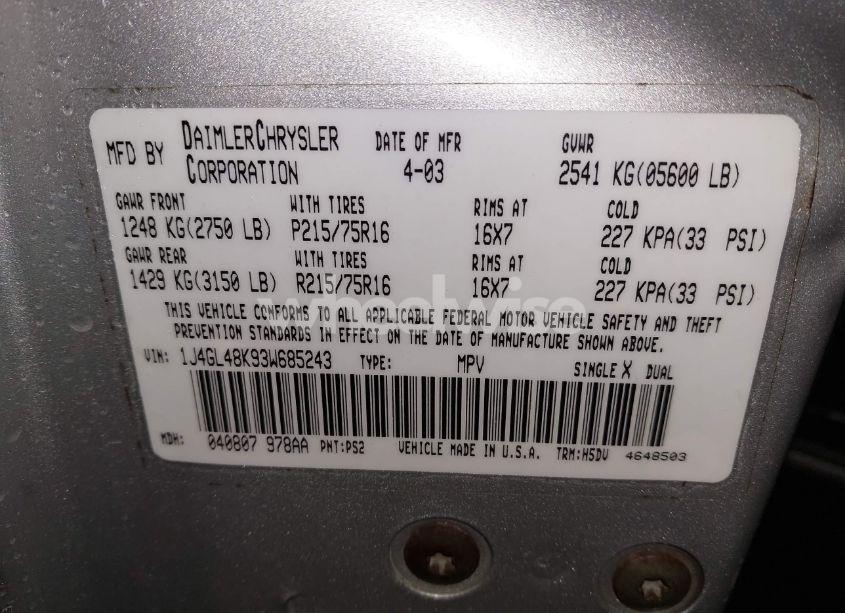 MFD BY DAIMLERCHRYSLER CORPORATION DATE OF MFR 4-03 GVWR 2541 KG(05600 LB)
GAWR FRONT WITH TIRES RIMS AT COLD
1248 KG(2750 LB) P215/75R16 16X7 227 KPA(33 PSI)
GAWR REAR WITH TIRES RIMS AT COLD
1429 KG(3150 LB) R215/75R16 16X7 227 KPA(33 PSI)
THIS VEHICLE CONFORMS TO ALL APPLICABLE FEDERAL MOTOR VEHICLE SAFETY AND THEFT
PREVENTION STANDARDS IN EFFECT ON THE DATE OF MANUFACTURE SHOWN ABOVE.
VIN: 1J4GL48K93W685243 TYPE: MPV SINGLE X DUAL
MDH: 040807 978AA PNT:PS2 VEHICLE MADE IN U.S.A. TRM:H5DV 4648503